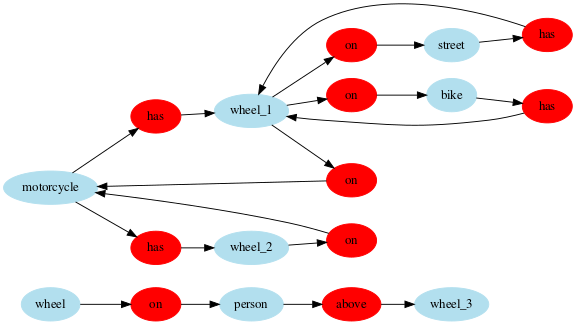 has
on
street
on
bike
has
has
wheel_1
motorcycle
on
has
wheel_2
on
wheel
on
person
above
wheel_3